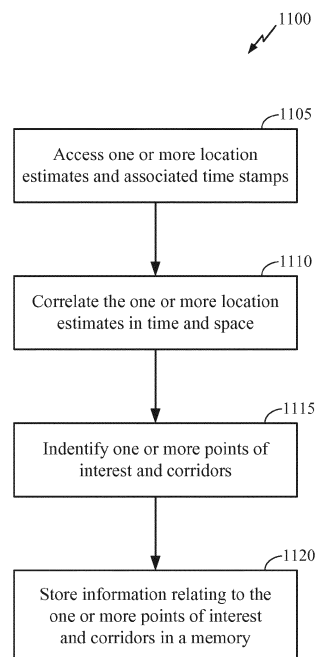 1100
1105
Access one or more location
estimates and associated time stamps
1110
Correlate the one or more location
estimates in time and space
1115
Indentify one or more points of
interest and corridors
1120
Store information relating to the
one or more points of interest
and corridors in a memory